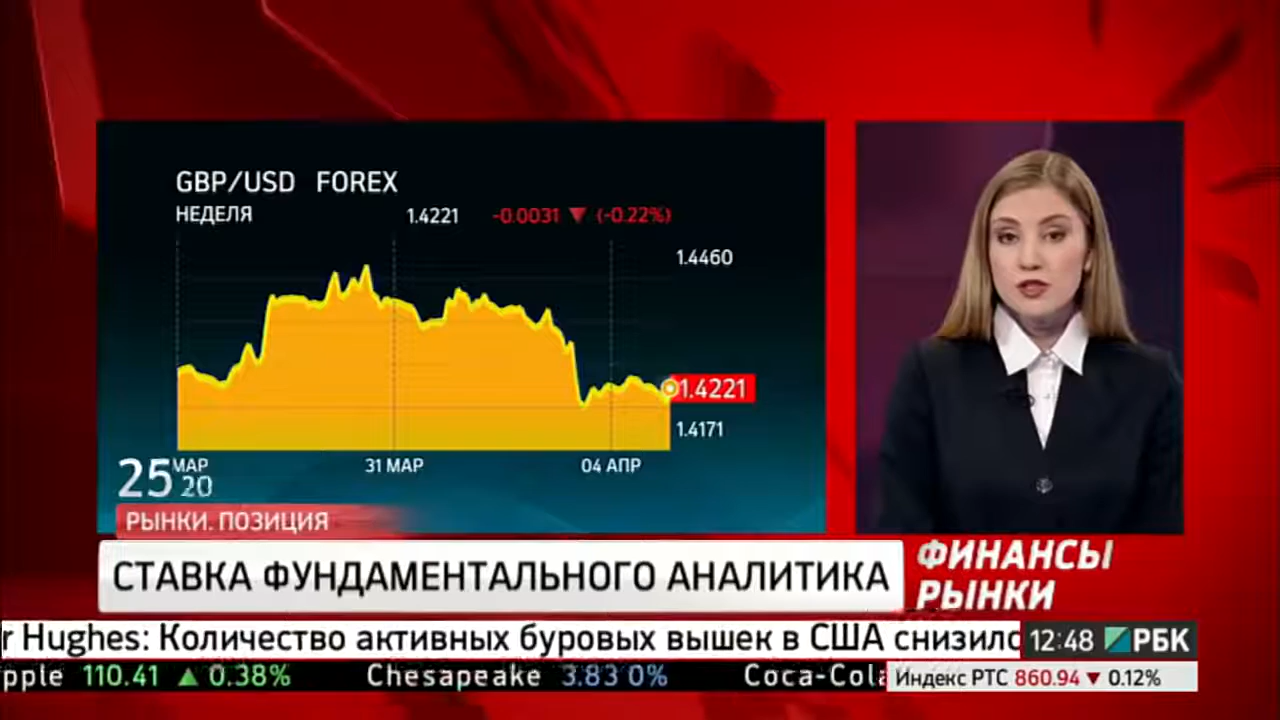 GBP/USD FOREX
НЕДЕЛЯ 1.4221 -0.0031 ▼ (-0.22%)
1.4460
1.4221
1.4171
МАР 31 МАР 04 АПР
25 20
РЫНКИ. ПОЗИЦИЯ
СТАВКА ФУНДАМЕНТАЛЬНОГО АНАЛИТИКА
ФИНАНСЫ
РЫНКИ
r Hughes: Количество активных буровых вышек в США снизилс 12:48 РБК
pple 110.41 ▲ 0.38% Chesapeake 3.83 0% Coca-Cola Индекс РТС 860.94 ▼ 0.12%